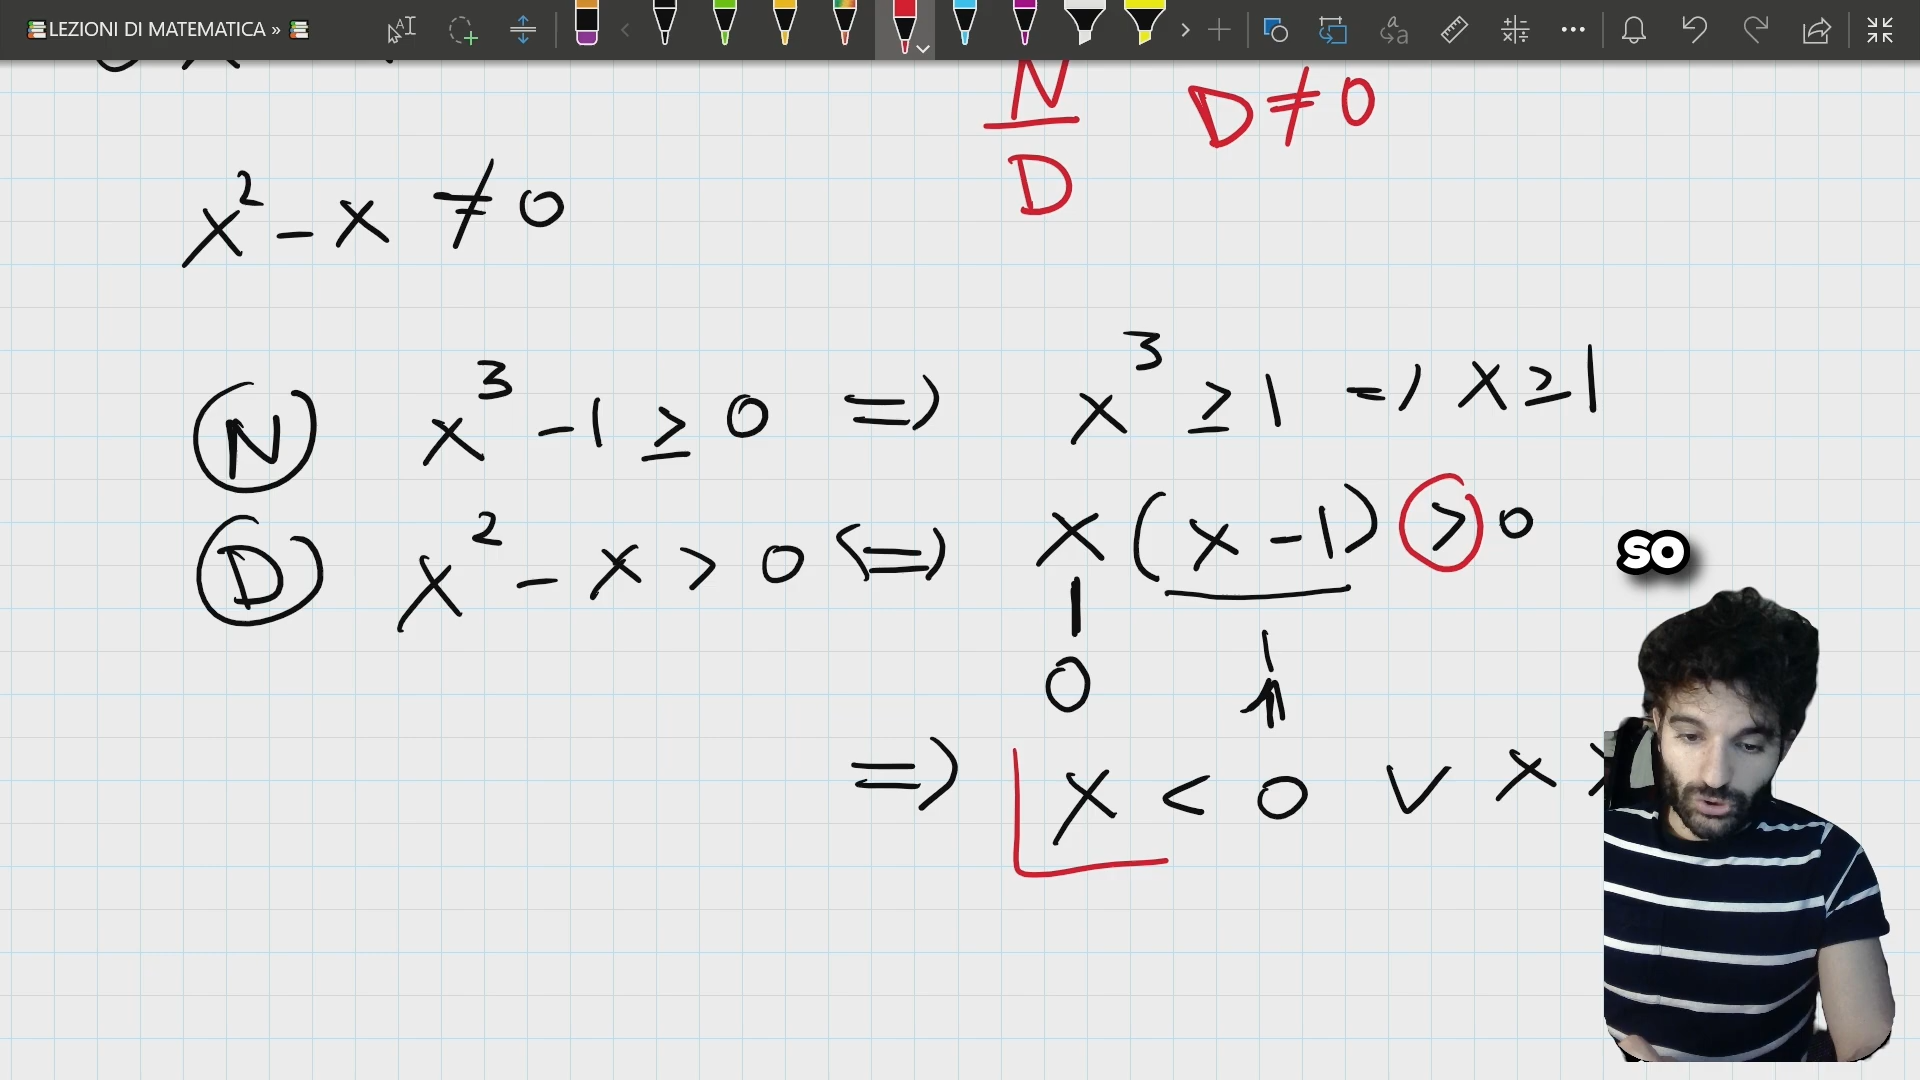 LEZIONI DI MATEMATICA »
N D ≠ 0
D
x² - x ≠ 0
N x³ - 1 ≥ 0 => x³ ≥ 1 => x ≥ 1
D x² - x > 0 <=> x (x - 1) > 0
so
0 1
=> x < 0 ∨ x